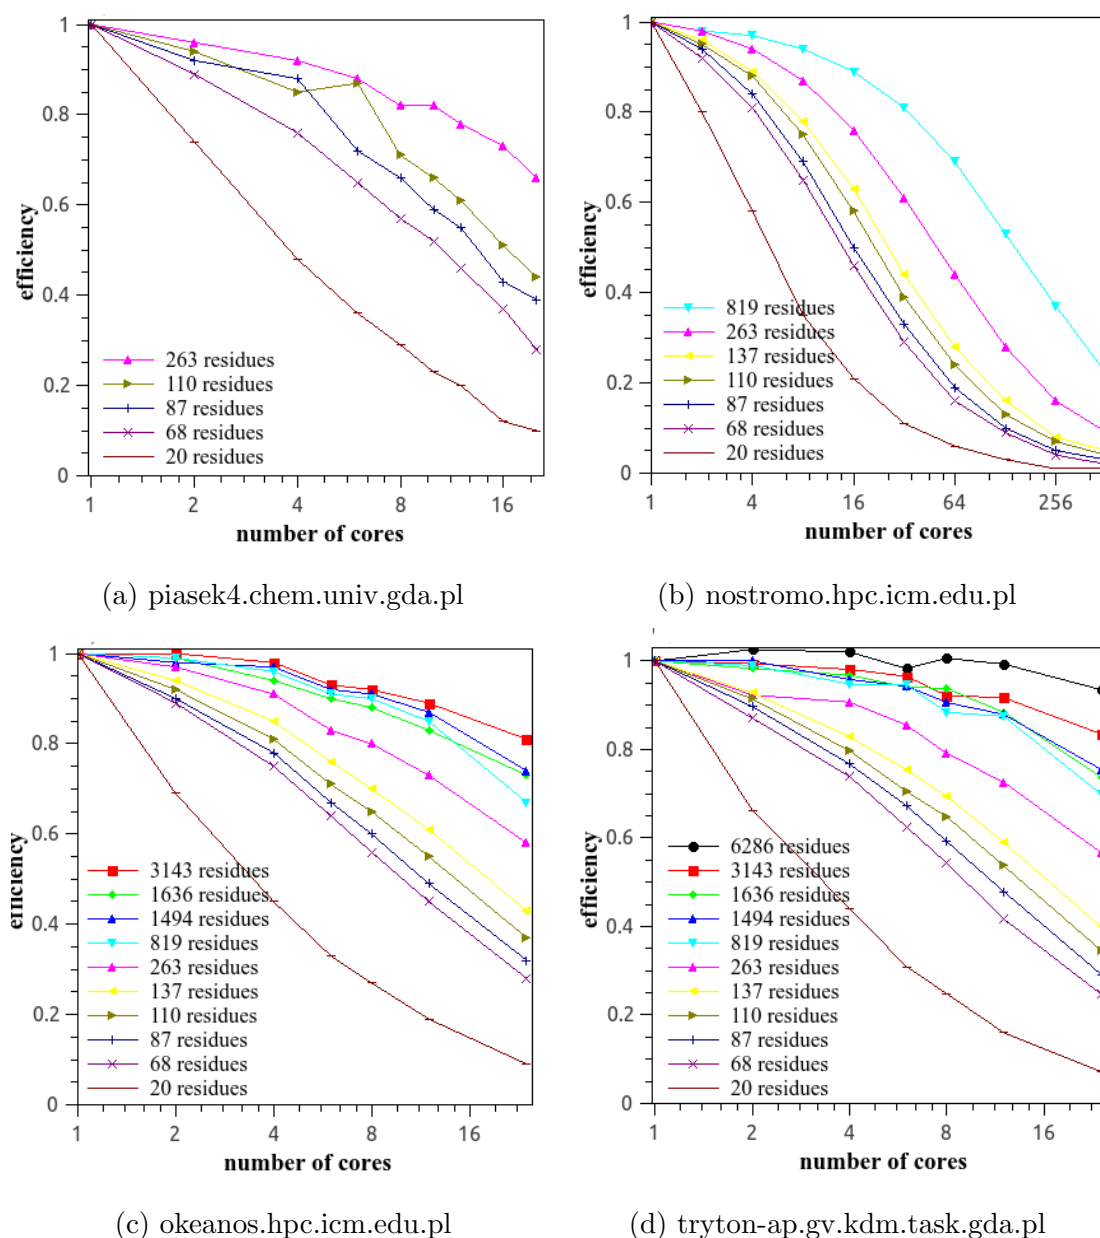 1
0.8
0.6
0.4
0.2
0
efficiency
263 residues
110 residues
87 residues
68 residues
20 residues
1 2 4 8 16
number of cores
(a) piasek4.chem.univ.gda.pl
1
0.8
0.6
0.4
0.2
0
efficiency
819 residues
263 residues
137 residues
110 residues
87 residues
68 residues
20 residues
1 4 16 64 256
number of cores
(b) nostromo.hpc.icm.edu.pl
1
0.8
0.6
0.4
0.2
0
efficiency
3143 residues
1636 residues
1494 residues
819 residues
263 residues
137 residues
110 residues
87 residues
68 residues
20 residues
1 2 4 8 16
number of cores
(c) okeanos.hpc.icm.edu.pl
1
0.8
0.6
0.4
0.2
0
efficiency
6286 residues
3143 residues
1636 residues
1494 residues
819 residues
263 residues
137 residues
110 residues
87 residues
68 residues
20 residues
1 2 4 8 16
number of cores
(d) tryton-ap.gv.kdm.task.gda.pl